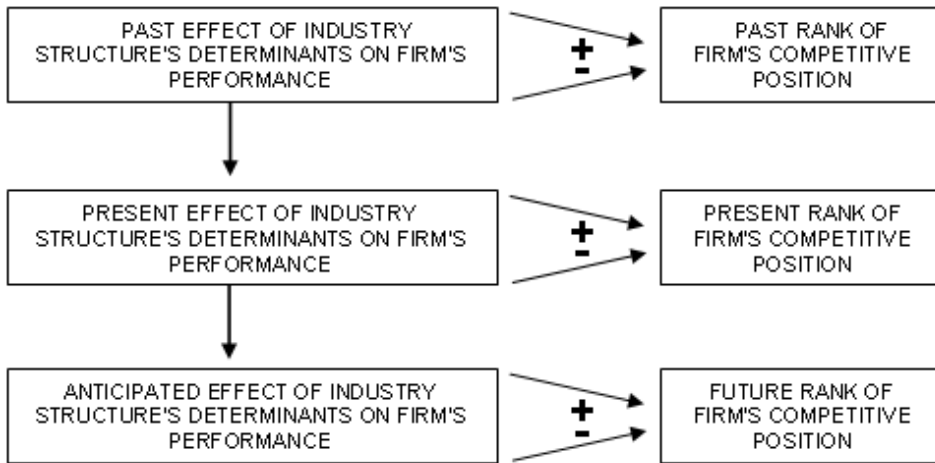 PAST EFFECT OF INDUSTRY
STRUCTURE'S DETERMINANTS ON FIRM'S
PERFORMANCE
+
-
PAST RANK OF
FIRM'S COMPETITIVE
POSITION
PRESENT EFFECT OF INDUSTRY
STRUCTURE'S DETERMINANTS ON FIRM'S
PERFORMANCE
+
-
PRESENT RANK OF
FIRM'S COMPETITIVE
POSITION
ANTICIPATED EFFECT OF INDUSTRY
STRUCTURE'S DETERMINANTS ON FIRM'S
PERFORMANCE
+
-
FUTURE RANK OF
FIRM'S COMPETITIVE
POSITION